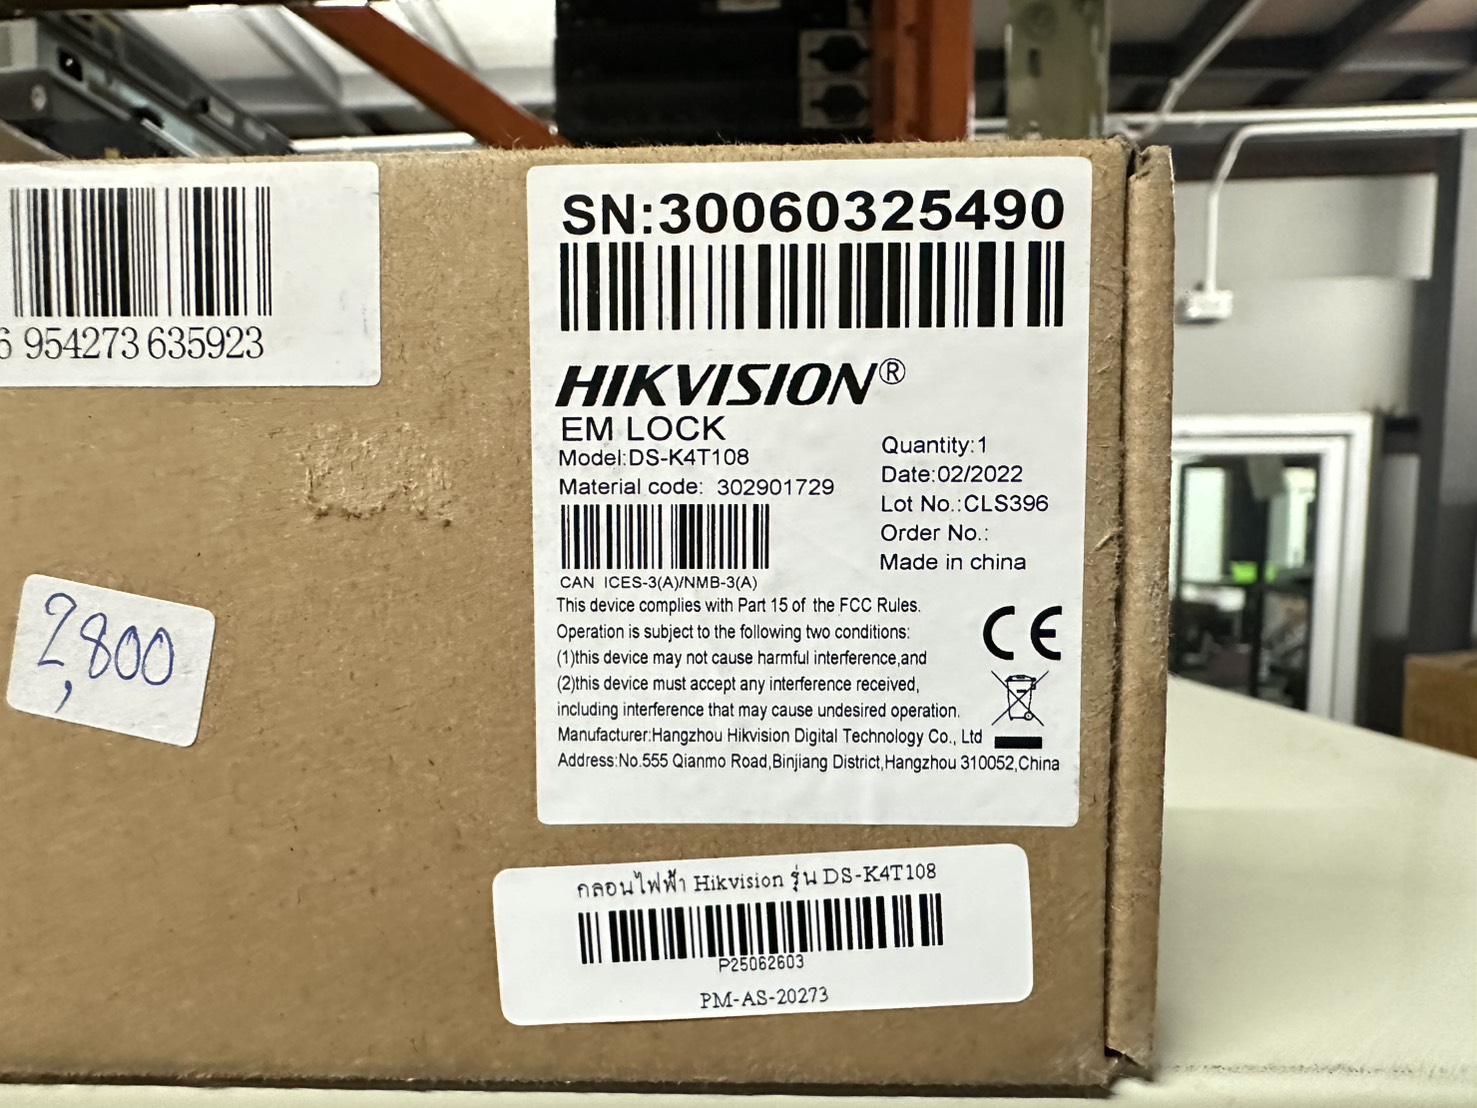 6 954273 635923
2,800
SN:30060325490
HIKVISION®
EM LOCK
Model:DS-K4T108
Material code: 302901729
Quantity:1
Date:02/2022
Lot No.:CLS396
Order No.:
Made in china
CAN ICES-3(A)/NMB-3(A)
This device complies with Part 15 of the FCC Rules.
Operation is subject to the following two conditions:
(1)this device may not cause harmful interference,and
(2)this device must accept any interference received,
including interference that may cause undesired operation.
Manufacturer:Hangzhou Hikvision Digital Technology Co., Ltd
Address:No.555 Qianmo Road,Binjiang District,Hangzhou 310052,China
CE
กลอนไฟฟ้า Hikvision รุ่น DS-K4T108
P25062603
PM-AS-20273